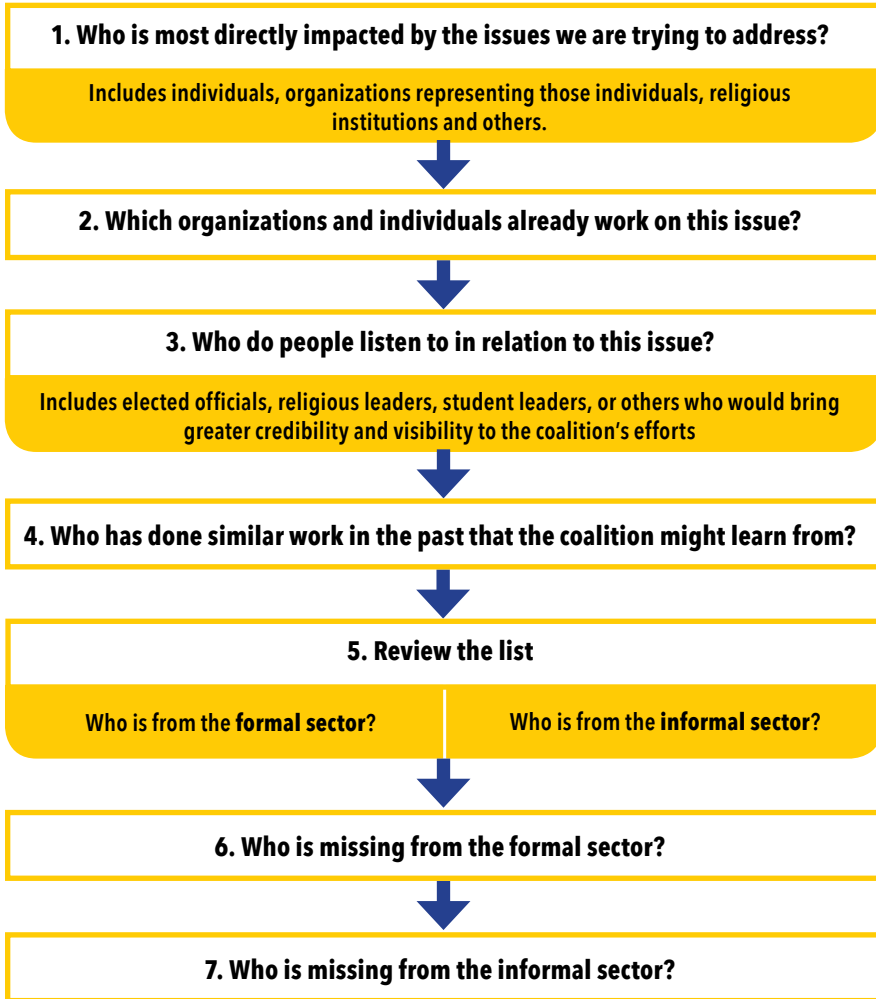 1. Who is most directly impacted by the issues we are trying to address?
Includes individuals, organizations representing those individuals, religious
institutions and others.
2. Which organizations and individuals already work on this issue?
3. Who do people listen to in relation to this issue?
Includes elected officials, religious leaders, student leaders, or others who would bring
greater credibility and visibility to the coalition’s efforts
4. Who has done similar work in the past that the coalition might learn from?
5. Review the list
Who is from the formal sector?
Who is from the informal sector?
6. Who is missing from the formal sector?
7. Who is missing from the informal sector?